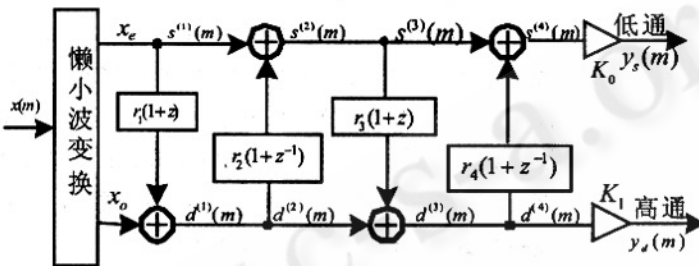 x_e s^{(1)}(m) s^{(2)}(m) s^{(3)}(m) s^{(4)}(m) 低通
K_0 y_s(m)
x(m) 懒小波变换
r_1(1+z) r_2(1+z^{-1}) r_3(1+z) r_4(1+z^{-1})
x_o d^{(1)}(m) d^{(2)}(m) d^{(3)}(m) d^{(4)}(m) K_1 高通
y_d(m)